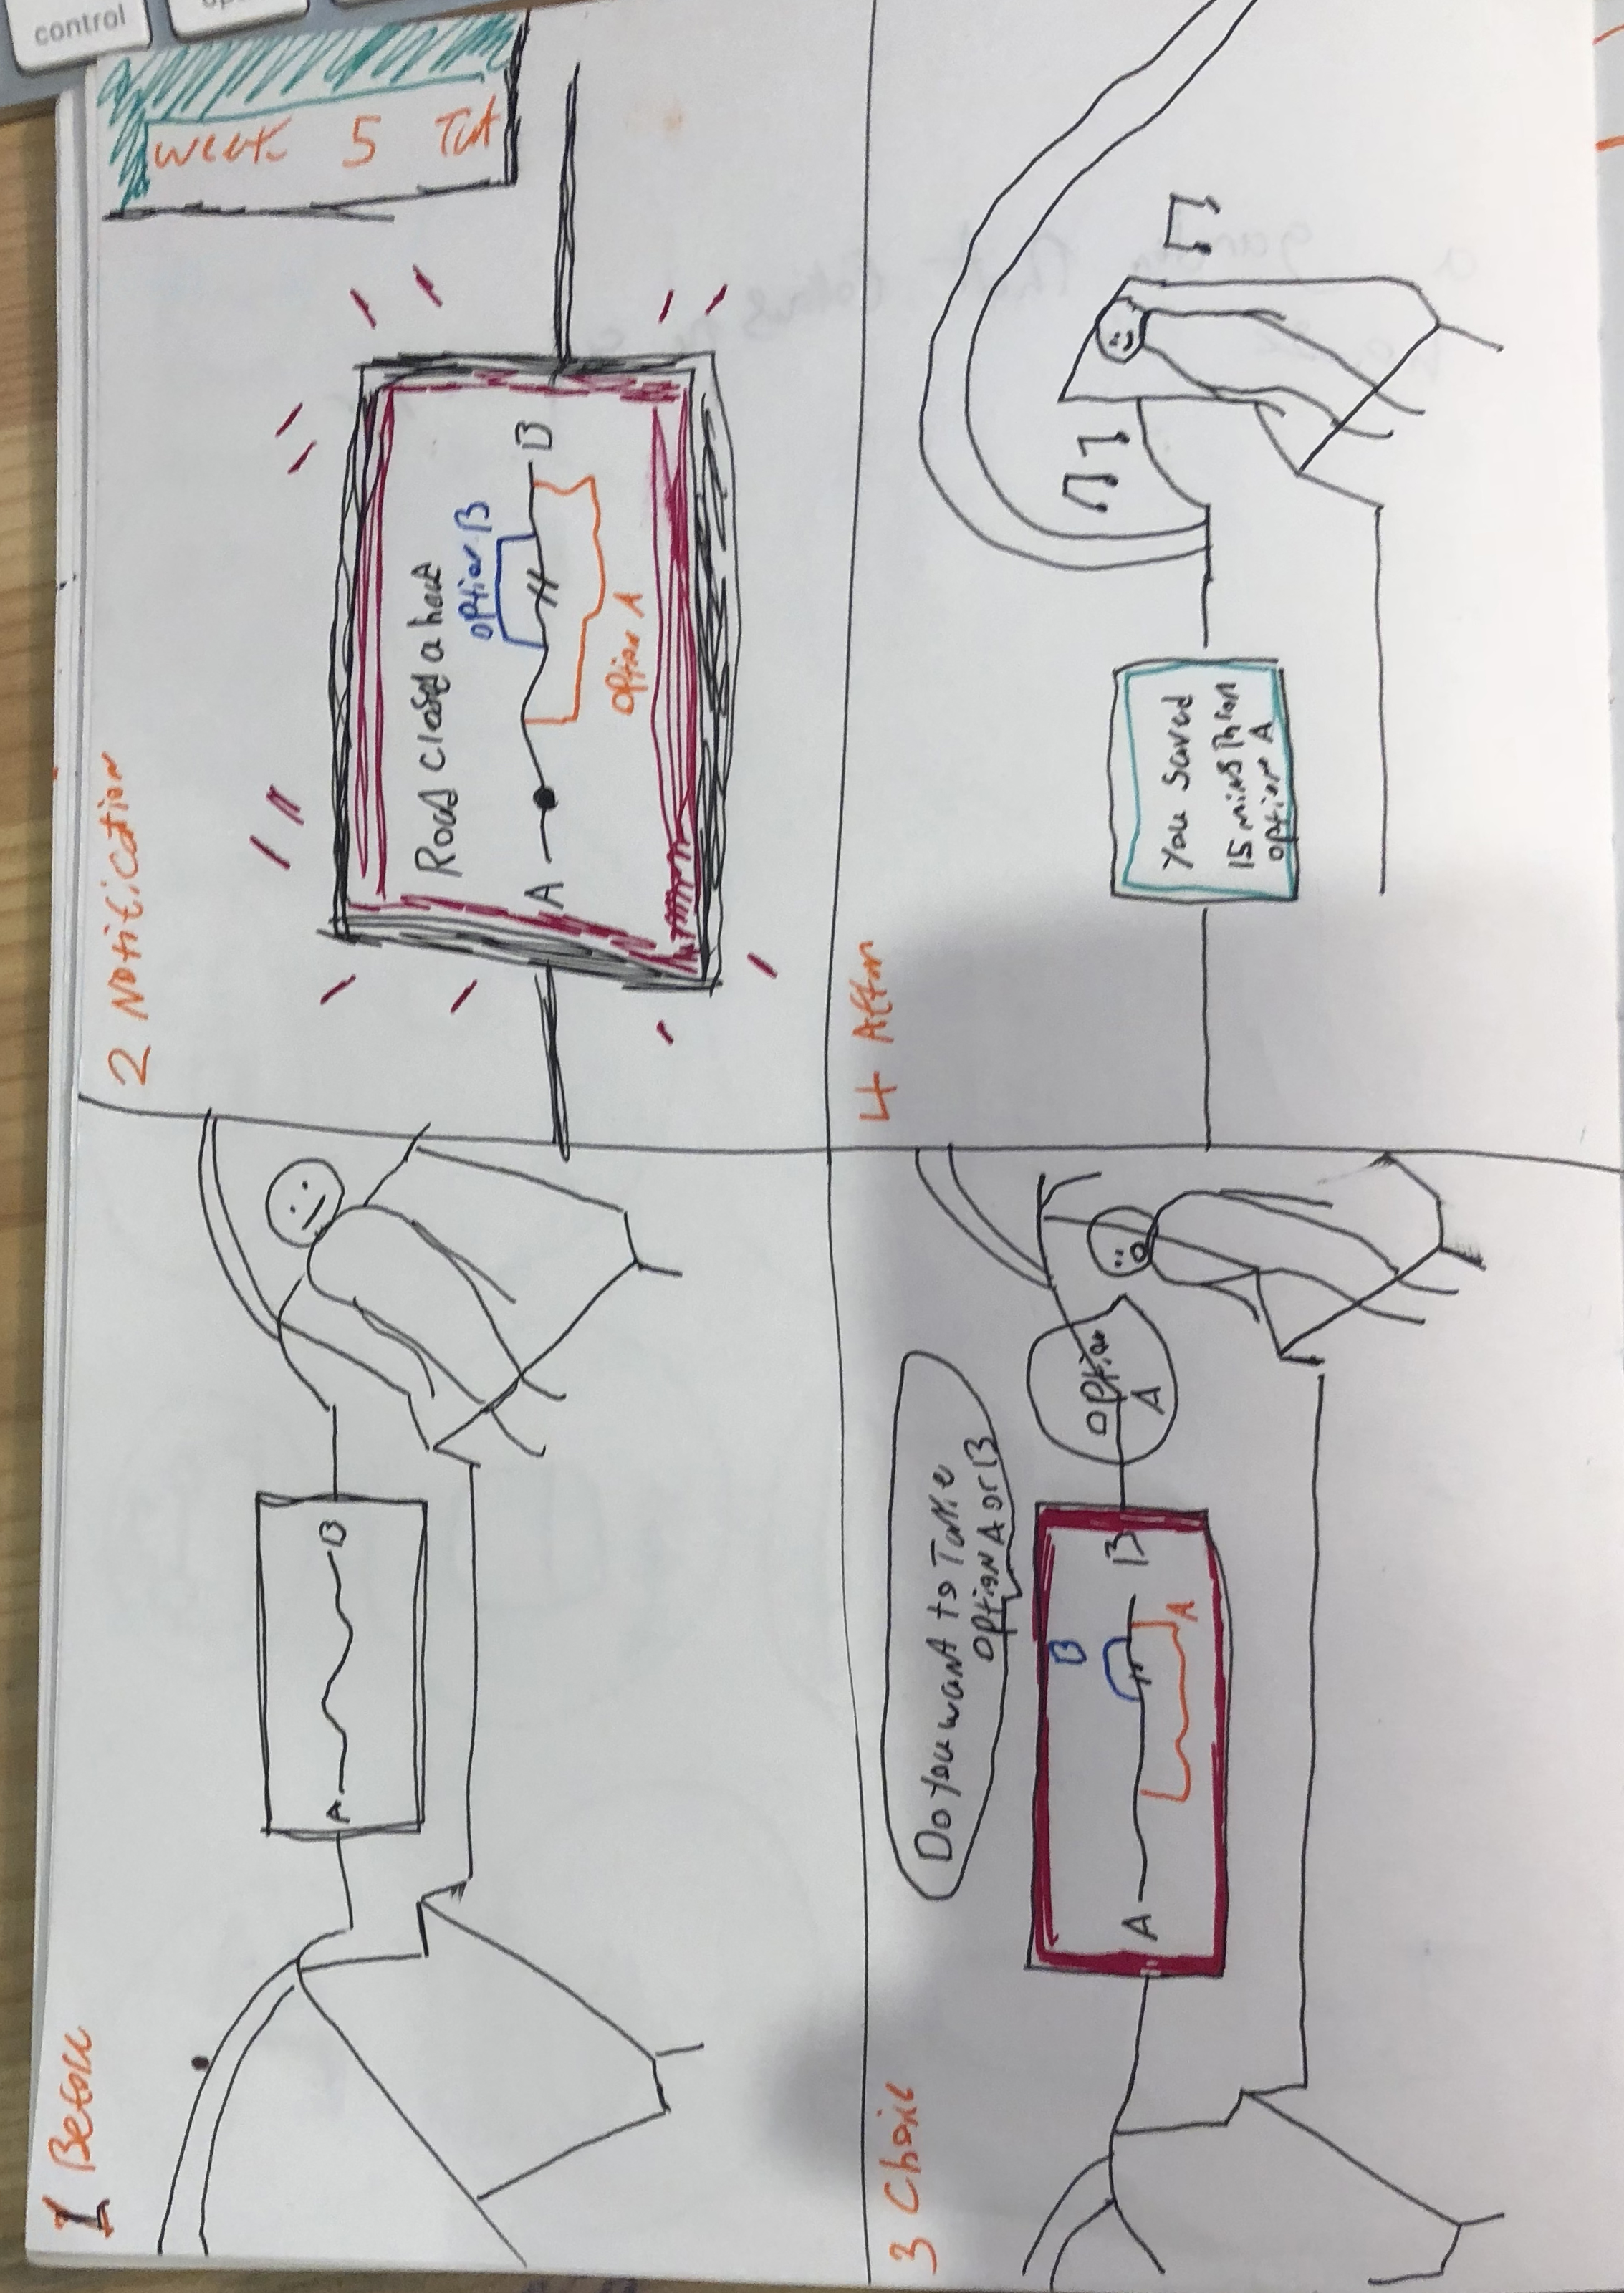 control
week 5 Tut
1 Before
A
B
2 Notification
Road closed ahead
option B
A
B
option A
3 Choice
Do you want to Take
option A or B
B
A
B
A
option
A
4 After
You saved
15 mins Thran
option A